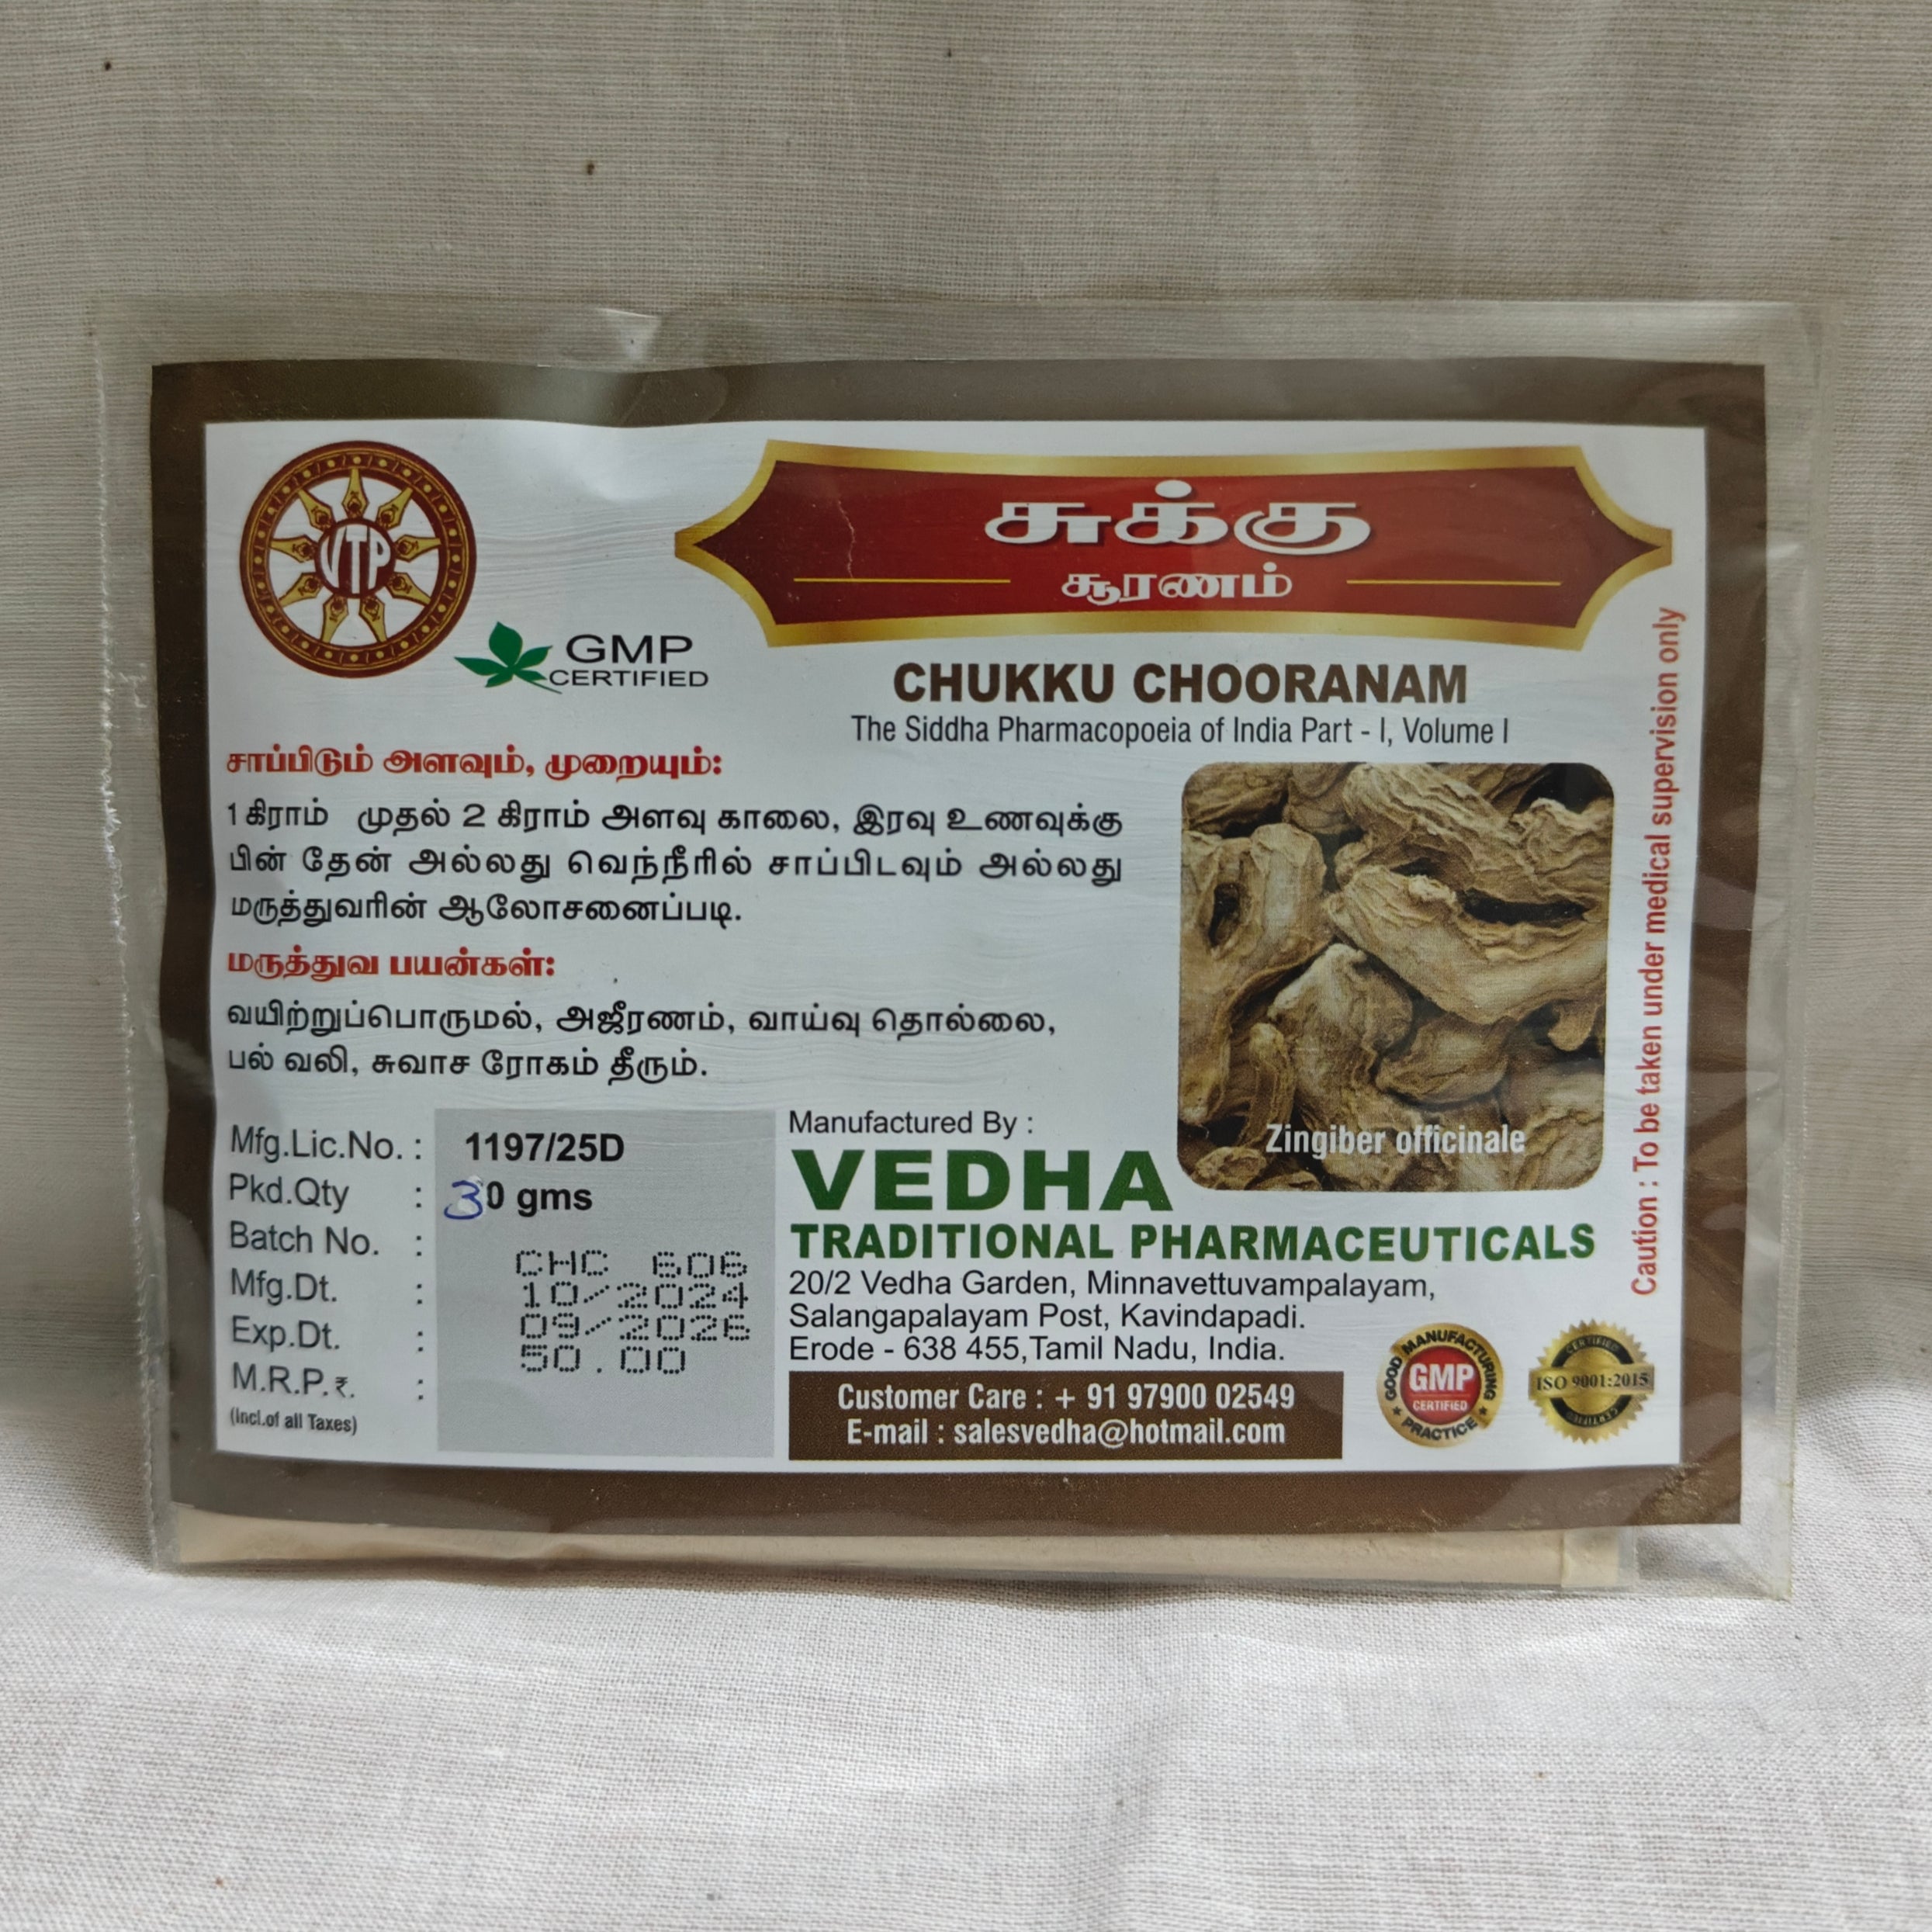 VTP
GMP
CERTIFIED
சுக்கு
சூரணம்
CHUKKU CHOORANAM
The Siddha Pharmacopoeia of India Part - I, Volume I
சாப்பிடும் அளவும், முறையும்:
1 கிராம் முதல் 2 கிராம் அளவு காலை, இரவு உணவுக்கு
பின் தேன் அல்லது வெந்நீரில் சாப்பிடவும் அல்லது
மருத்துவரின் ஆலோசனைப்படி.
மருத்துவ பயன்கள்:
வயிற்றுப்பொருமல், அஜீரணம், வாய்வு தொல்லை,
பல் வலி, சுவாச ரோகம் தீரும்.
Zingiber officinale
Caution : To be taken under medical supervision only
Mfg.Lic.No. : 1197/25D
Pkd.Qty : 30 gms
Batch No. : CHC 606
Mfg.Dt. : 10/2024
Exp.Dt. : 09/2026
M.R.P.₹. : 50.00
(incl.of all Taxes)
Manufactured By :
VEDHA
TRADITIONAL PHARMACEUTICALS
20/2 Vedha Garden, Minnavettuvampalayam,
Salangapalayam Post, Kavindapadi.
Erode - 638 455,Tamil Nadu, India.
Customer Care : + 91 97900 02549
E-mail : salesvedha@hotmail.com
GOOD MANUFACTURING
GMP
CERTIFIED
PRACTICE
CERTIFIED
ISO 9001:2015
CERTIFIED